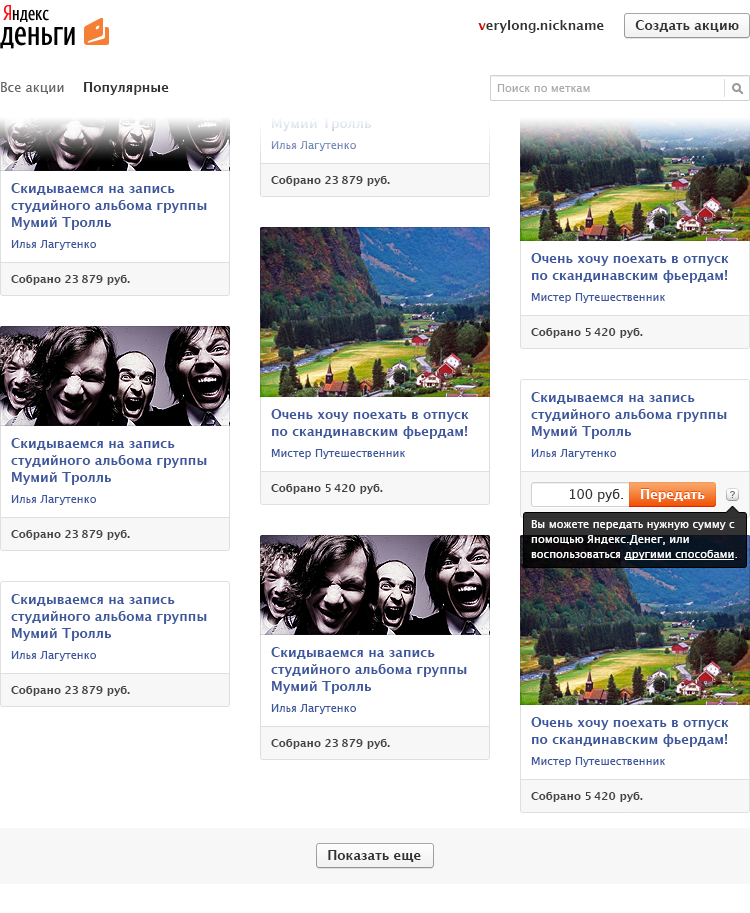 Яндекс
деньги
verylong.nickname
Создать акцию
Все акции
Популярные
Поиск по меткам
Скидываемся на запись
студийного альбома группы
Мумий Тролль
Илья Лагутенко
Собрано 23 879 руб.
Скидываемся на запись
студийного альбома группы
Мумий Тролль
Илья Лагутенко
Собрано 23 879 руб.
Скидываемся на запись
студийного альбома группы
Мумий Тролль
Илья Лагутенко
Собрано 23 879 руб.
Мумий Тролль
Илья Лагутенко
Собрано 23 879 руб.
Очень хочу поехать в отпуск
по скандинавским фьердам!
Мистер Путешественник
Собрано 5 420 руб.
Скидываемся на запись
студийного альбома группы
Мумий Тролль
Илья Лагутенко
Собрано 23 879 руб.
Очень хочу поехать в отпуск
по скандинавским фьердам!
Мистер Путешественник
Собрано 5 420 руб.
Скидываемся на запись
студийного альбома группы
Мумий Тролль
Илья Лагутенко
100 руб.
Передать
?
Вы можете передать нужную сумму с
помощью Яндекс.Денег, или
воспользоваться другими способами.
Очень хочу поехать в отпуск
по скандинавским фьердам!
Мистер Путешественник
Собрано 5 420 руб.
Показать еще